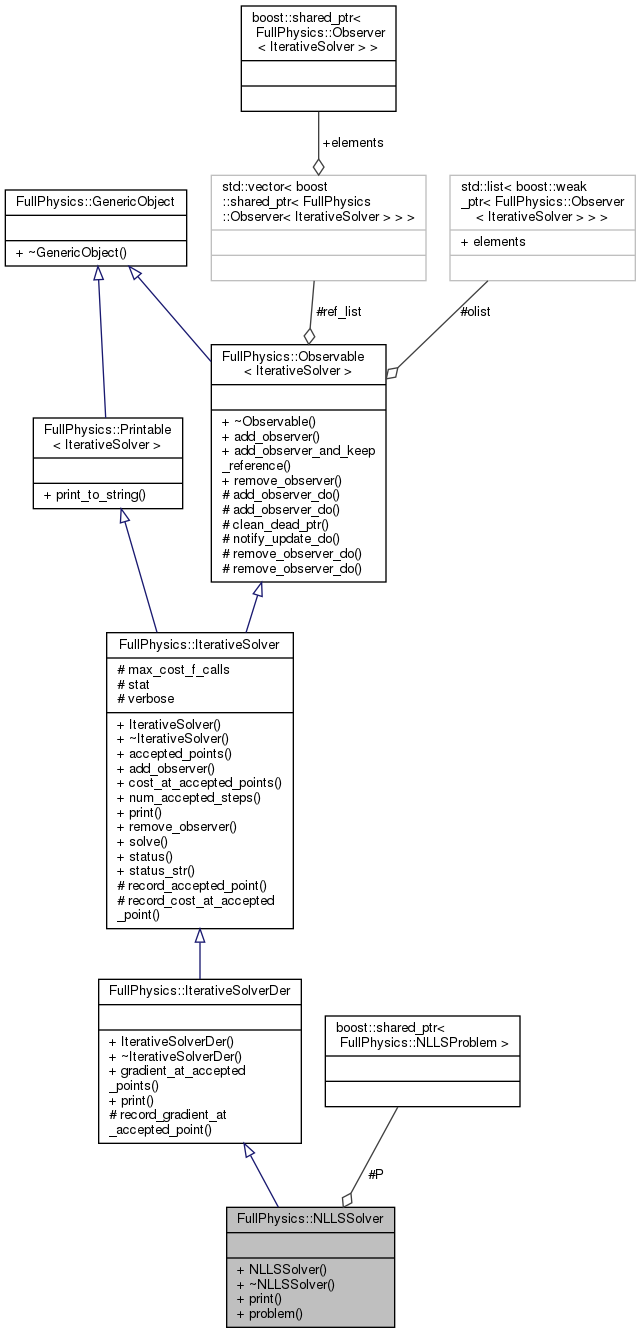 boost::shared_ptr<
FullPhysics::Observer
< IterativeSolver > >
+elements
FullPhysics::GenericObject
+ ~GenericObject()
std::vector< boost
::shared_ptr< FullPhysics
::Observer< IterativeSolver > > >
std::list< boost::weak
_ptr< FullPhysics::Observer
< IterativeSolver > > >
+ elements
#ref_list
#olist
FullPhysics::Observable
< IterativeSolver >
+ ~Observable()
+ add_observer()
+ add_observer_and_keep
_reference()
+ remove_observer()
# add_observer_do()
# add_observer_do()
# clean_dead_ptr()
# notify_update_do()
# remove_observer_do()
# remove_observer_do()
FullPhysics::Printable
< IterativeSolver >
+ print_to_string()
FullPhysics::IterativeSolver
# max_cost_f_calls
# stat
# verbose
+ IterativeSolver()
+ ~IterativeSolver()
+ accepted_points()
+ add_observer()
+ cost_at_accepted_points()
+ num_accepted_steps()
+ print()
+ remove_observer()
+ solve()
+ status()
+ status_str()
# record_accepted_point()
# record_cost_at_accepted
_point()
FullPhysics::IterativeSolverDer
+ IterativeSolverDer()
+ ~IterativeSolverDer()
+ gradient_at_accepted
_points()
+ print()
# record_gradient_at
_accepted_point()
boost::shared_ptr<
FullPhysics::NLLSProblem >
#P
FullPhysics::NLLSSolver
+ NLLSSolver()
+ ~NLLSSolver()
+ print()
+ problem()